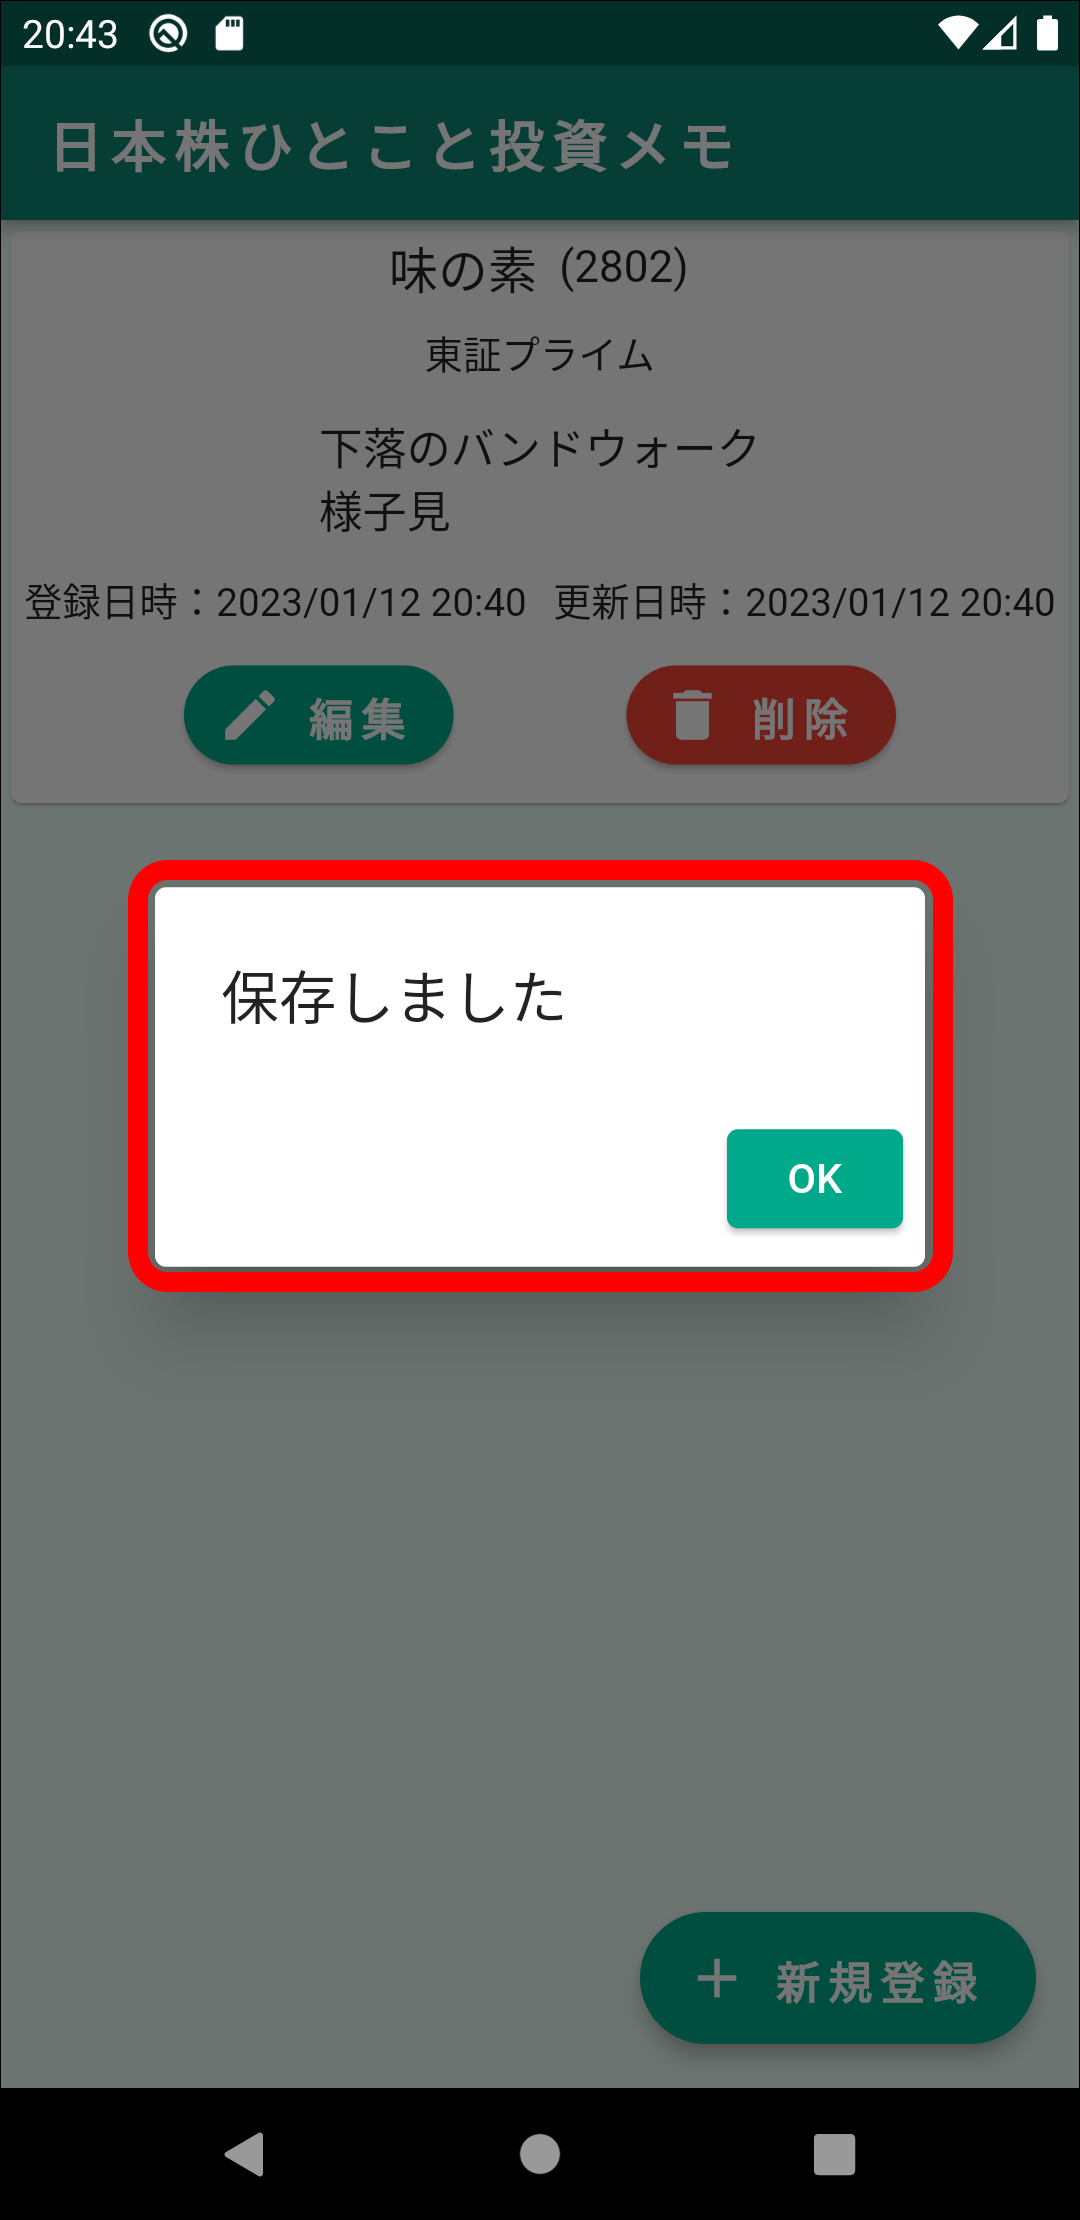 20:43
日本株ひとこと投資メモ
味の素 (2802)
東証プライム
下落のバンドウォーク
様子見
登録日時：2023/01/12 20:40 更新日時：2023/01/12 20:40
編集 削除
保存しました
OK
新規登録